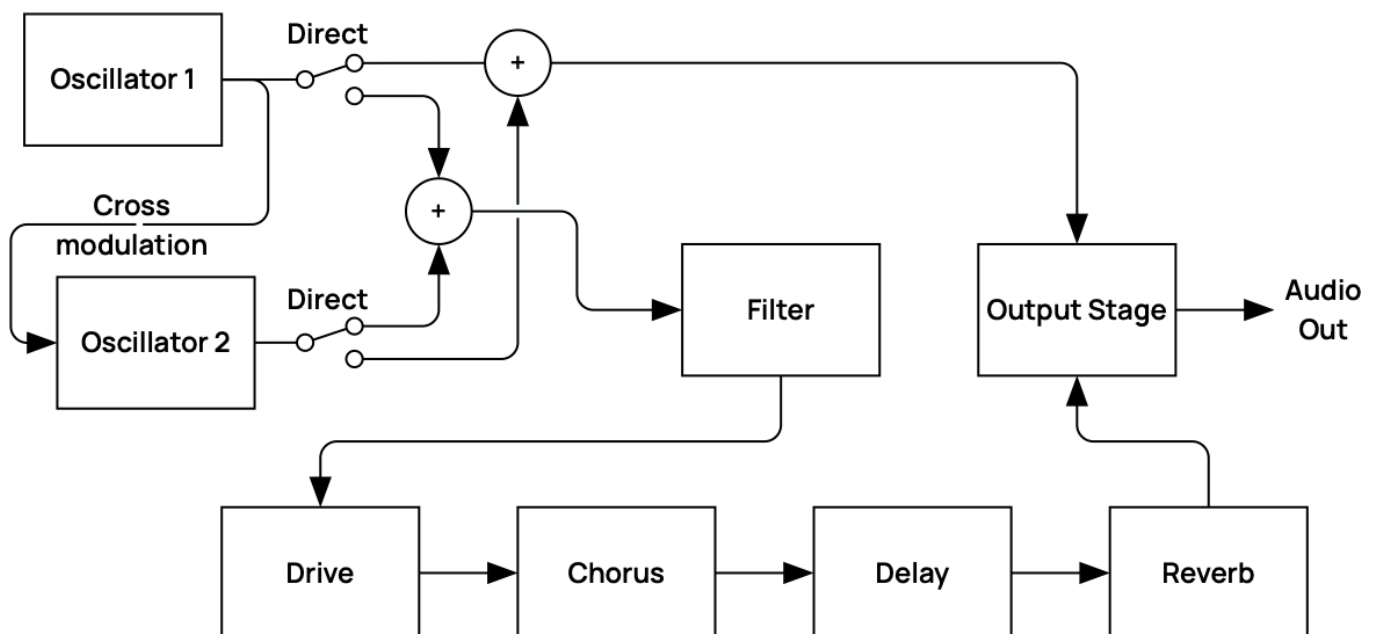 Direct
Oscillator 1
+
Cross
modulation
+
Direct
Oscillator 2
Filter
Output Stage
Audio
Out
Drive
Chorus
Delay
Reverb